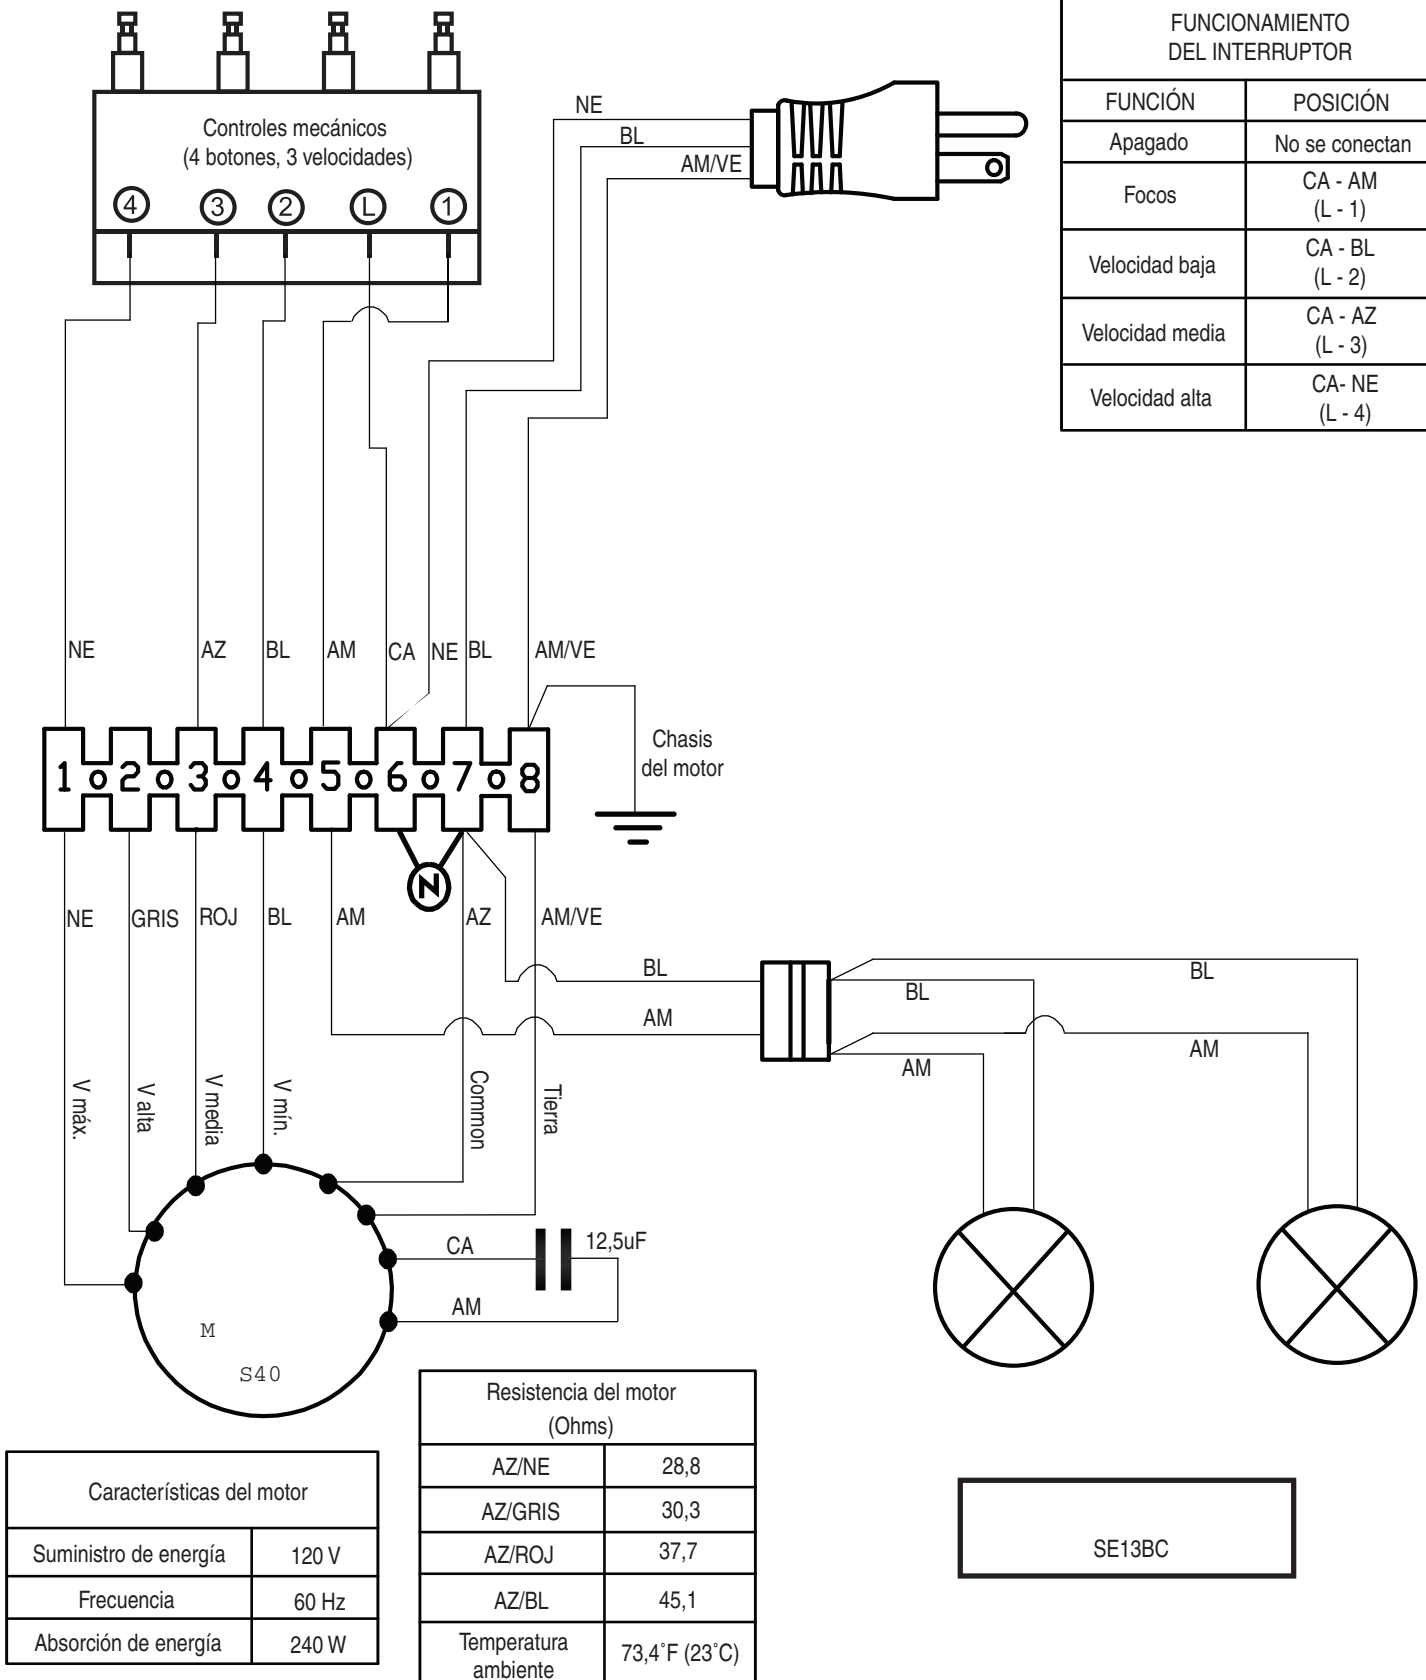 FUNCIONAMIENTO
DEL INTERRUPTOR
FUNCIÓN POSICIÓN
Apagado No se conectan
Focos CA - AM
(L - 1)
Velocidad baja CA - BL
(L - 2)
Velocidad media CA - AZ
(L - 3)
Velocidad alta CA- NE
(L - 4)
Controles mecánicos
(4 botones, 3 velocidades)
4 3 2 L 1
NE
BL
AM/VE
NE AZ BL AM CA NE BL AM/VE
Chasis
del motor
1 2 3 4 5 6 7 8
N
NE GRIS ROJ BL AM AZ AM/VE
BL
AM
BL
BL
AM
AM
V máx.
V alta
V media
V mín.
Common
Tierra
CA
12,5uF
AM
M
S40
Resistencia del motor
(Ohms)
AZ/NE 28,8
AZ/GRIS 30,3
AZ/ROJ 37,7
AZ/BL 45,1
Temperatura
ambiente
73,4˚F (23˚C)
Características del motor
Suministro de energía 120 V
Frecuencia 60 Hz
Absorción de energía 240 W
SE13BC